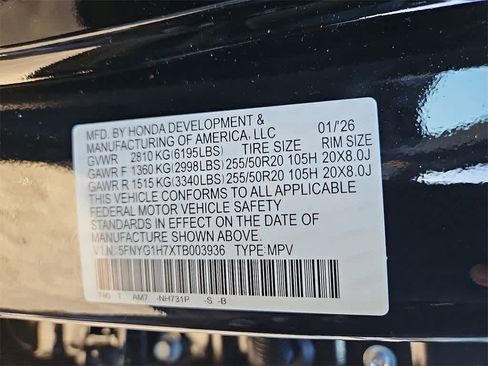 MFD. BY HONDA DEVELOPMENT &
MANUFACTURING OF AMERICA, LLC 01/'26
GVWR 2810 KG(6195LBS) TIRE SIZE RIM SIZE
GAWR F 1360 KG(2998LBS) 255/50R20 105H 20X8.0J
GAWR R 1515 KG(3340LBS) 255/50R20 105H 20X8.0J
THIS VEHICLE CONFORMS TO ALL APPLICABLE
FEDERAL MOTOR VEHICLE SAFETY
STANDARDS IN EFFECT ON THE DATE OF
MANUFACTURE SHOWN ABOVE.
V.I.N.: 5FNYG1H7XTB003936 TYPE: MPV
T90 T AM7 -NH731P -S -B